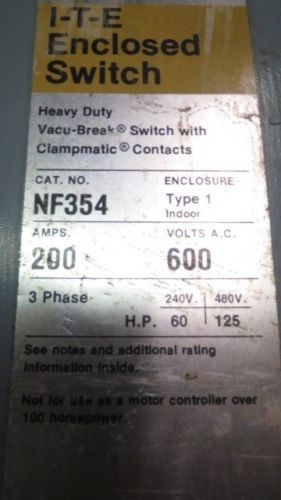 I-T-E
Enclosed
Switch
Heavy Duty
Vacu-Break® Switch with
Clampmatic® Contacts
CAT. NO. ENCLOSURE
NF354 Type 1
Indoor
AMPS. VOLTS A.C.
200 600
3 Phase 240V. 480V.
H.P. 60 125
See notes and additional rating
information inside.
Not for use as a motor controller over
100 horsepower.